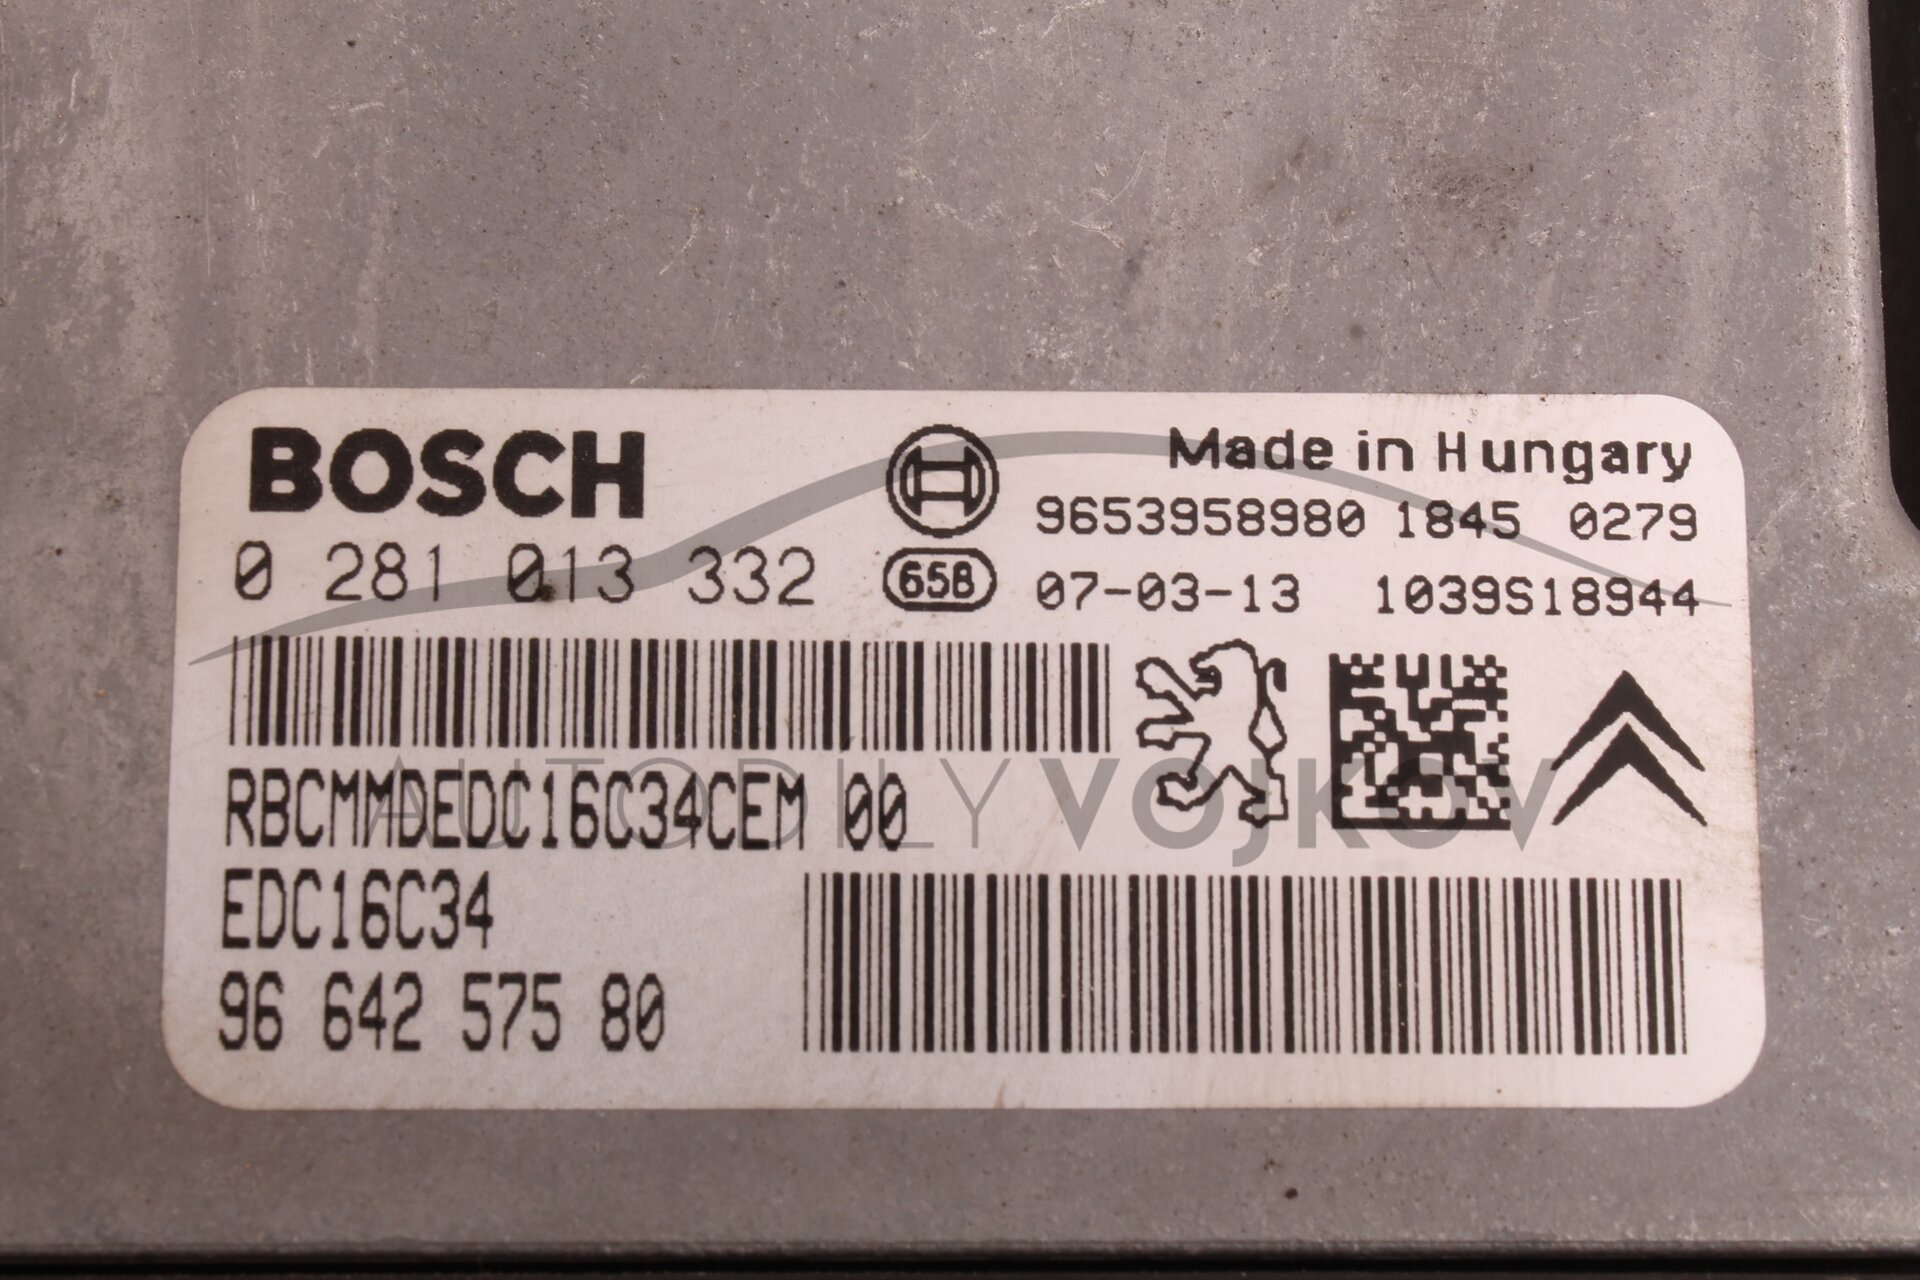 BOSCH
Made in Hungary
9653958980 1845 0279
0 281 013 332
658
07-03-13 1039S18944
RBCMMDEDC16C34CEM 00
AUTODILY VOJKOV
EDC16C34
96 642 575 80